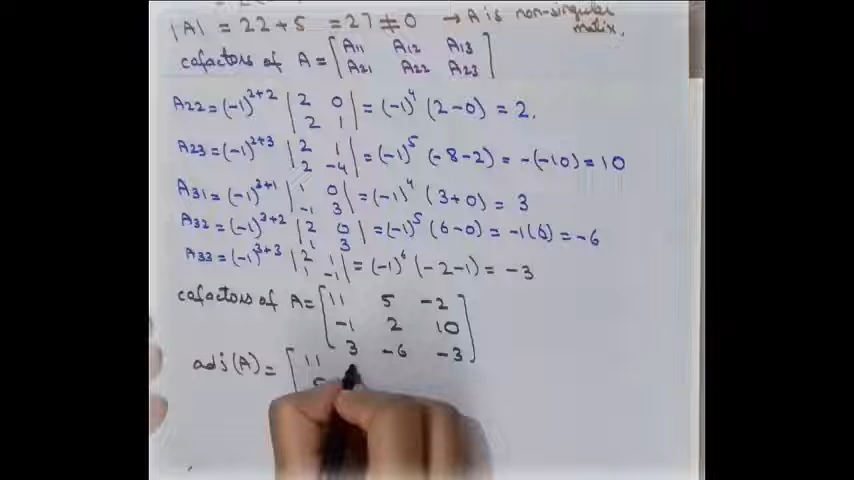 |A| = 22 + 5 = 27 ≠ 0 → A is non-singular matrix.
cofactors of A = [A11 A12 A13
A21 A22 A23]
A22 = (-1)^2+2 |2 0
2 1| = (-1)^4 (2-0) = 2.
A23 = (-1)^2+3 |2 1
2 -4| = (-1)^5 (-8-2) = -(-10) = 10
A31 = (-1)^3+1 |1 0
-1 3| = (-1)^4 (3+0) = 3
A32 = (-1)^3+2 |2 0
1 3| = (-1)^5 (6-0) = -1(6) = -6
A33 = (-1)^3+3 |2 1
1 -1| = (-1)^6 (-2-1) = -3
cofactors of A = [11 5 -2
-1 2 10
3 -6 -3]
adj(A) = [11